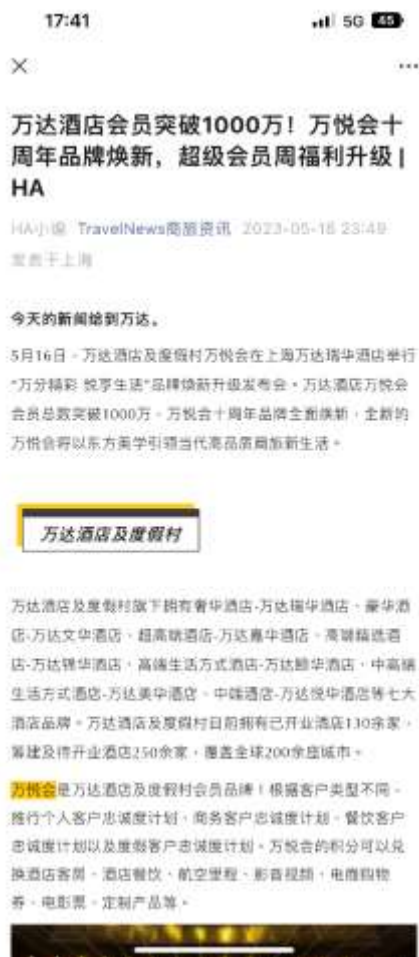 17:41
5G 45
万达酒店会员突破1000万！万悦会十
周年品牌焕新，超级会员周福利升级 |
HA
HA小编 TravelNews商旅资讯 2023-05-16 23:49
发表于上海
今天的新闻给到万达。
5月16日，万达酒店及度假村万悦会在上海万达瑞华酒店举行
“万分精彩 悦享生活”品牌焕新升级发布会。万达酒店万悦会
会员总数突破1000万，万悦会十周年品牌全面焕新，全新的
万悦会将以东方美学引领当代高品质商旅新生活。
万达酒店及度假村
万达酒店及度假村旗下拥有奢华酒店-万达瑞华酒店、豪华酒
店-万达文华酒店、超高端酒店-万达嘉华酒店、高端精选酒
店-万达锦华酒店、高端生活方式酒店-万达颐华酒店、中高端
生活方式酒店-万达美华酒店、中端酒店-万达悦华酒店等七大
酒店品牌。万达酒店及度假村目前拥有已开业酒店130余家，
筹建及待开业酒店250余家，覆盖全球200余座城市。
万悦会是万达酒店及度假村会员品牌！根据客户类型不同，
推行个人客户忠诚度计划、商务客户忠诚度计划、餐饮客户
忠诚度计划以及度假客户忠诚度计划。万悦会的积分可以兑
换酒店客房、酒店餐饮、航空里程、影音视频、电商购物
券、电影票、定制产品等。